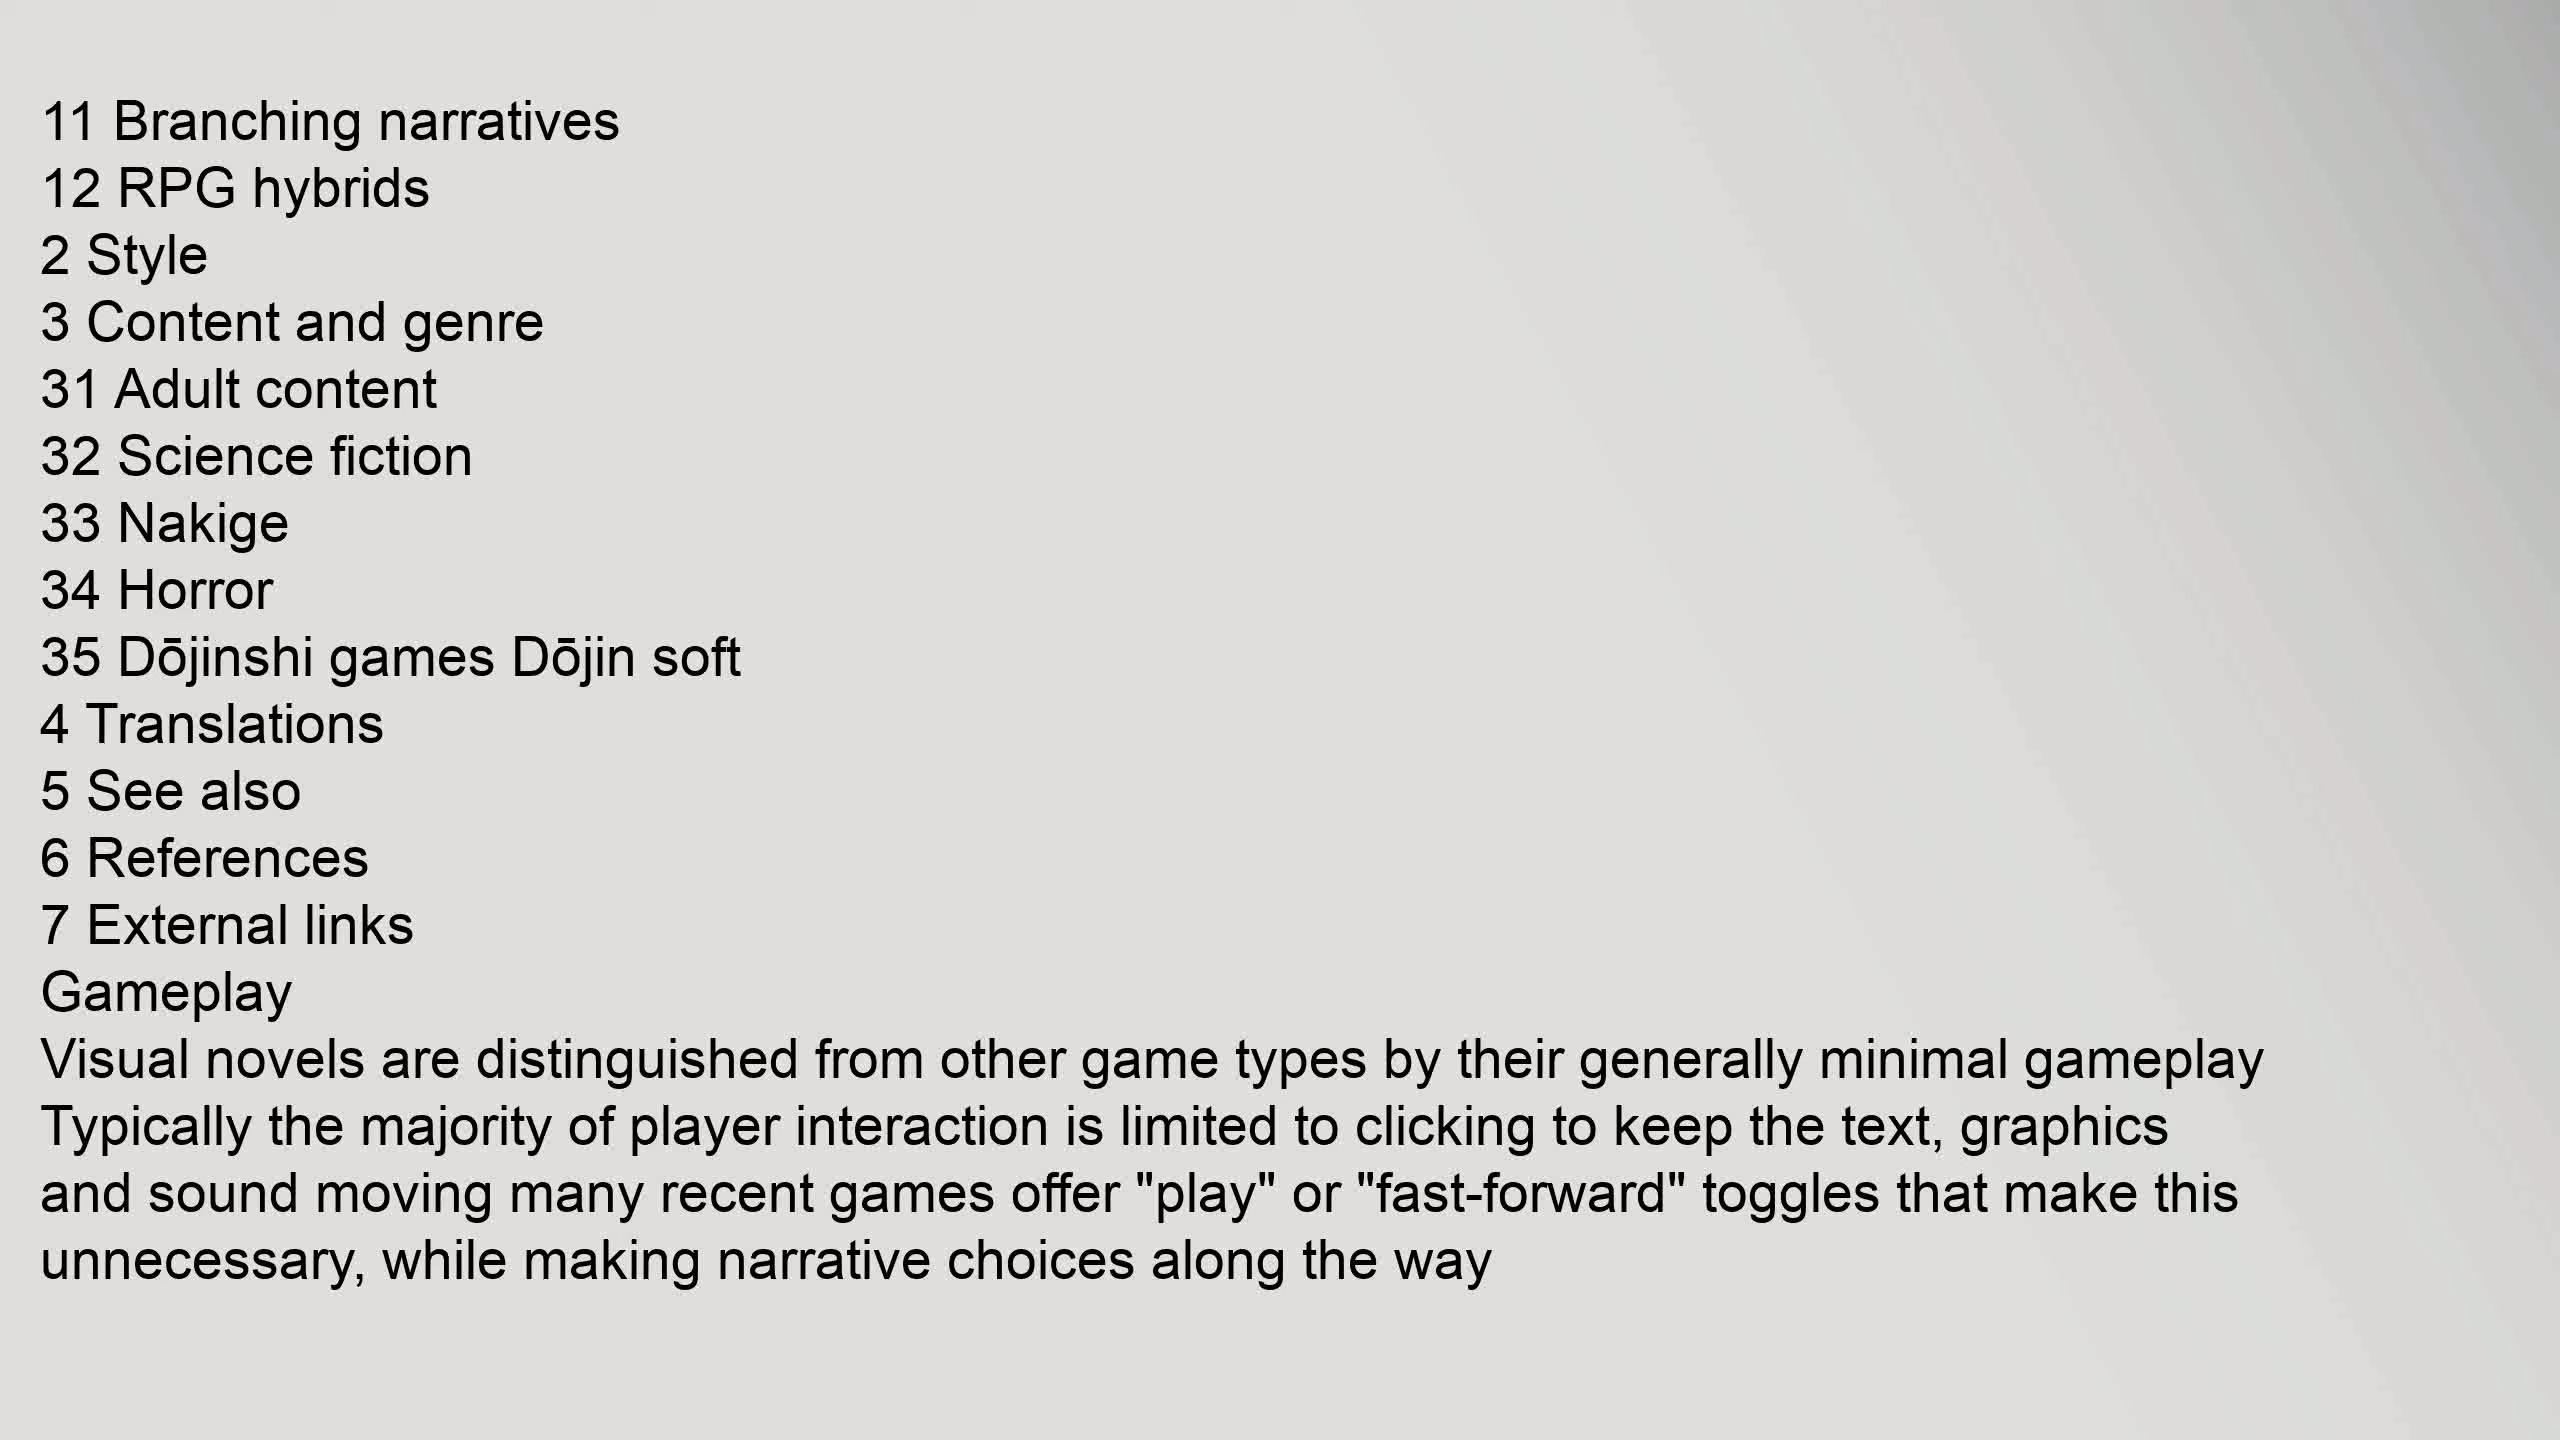 11 Branching narratives
12 RPG hybrids
2 Style
3 Content and genre
31 Adult content
32 Science fiction
33 Nakige
34 Horror
35 Dōjinshi games Dōjin soft
4 Translations
5 See also
6 References
7 External links
Gameplay
Visual novels are distinguished from other game types by their generally minimal gameplay
Typically the majority of player interaction is limited to clicking to keep the text, graphics
and sound moving many recent games offer "play" or "fast-forward" toggles that make this
unnecessary, while making narrative choices along the way